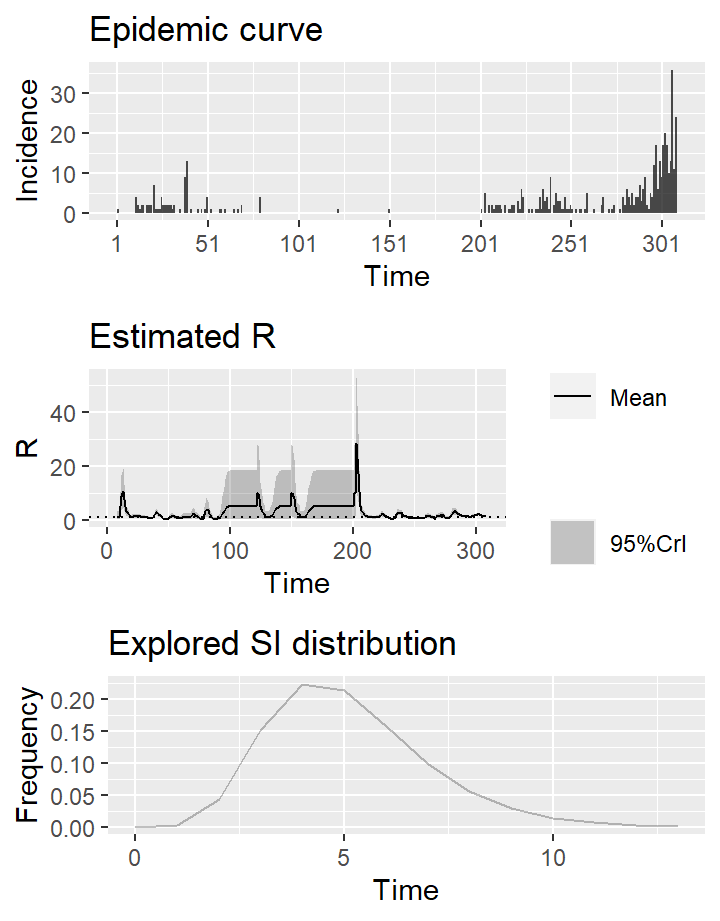 Epidemic curve
Incidence
30
20
10
0
1 51 101 151 201 251 301
Time
Estimated R
R
40
20
0
0 100 200 300
Time
Mean
95%CrI
Explored SI distribution
Frequency
0.20
0.15
0.10
0.05
0.00
0 5 10
Time